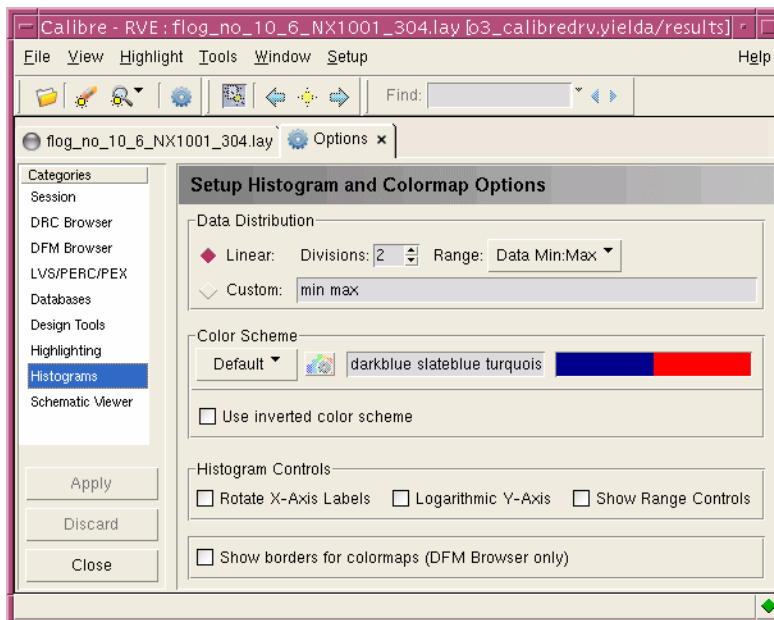 Calibre - RVE : flog_no_10_6_NX1001_304.lay [o3_calibredrv.yielda/results]
File View Highlight Tools Window Setup Help
Find:
flog_no_10_6_NX1001_304.lay Options ×
Categories
Session
DRC Browser
DFM Browser
LVS/PERC/PEX
Databases
Design Tools
Highlighting
Histograms
Schematic Viewer
Apply
Discard
Close
Setup Histogram and Colormap Options
Data Distribution
Linear: Divisions: 2 Range: Data Min:Max
Custom: min max
Color Scheme
Default darkblue slateblue turquois
Use inverted color scheme
Histogram Controls
Rotate X-Axis Labels Logarithmic Y-Axis Show Range Controls
Show borders for colormaps (DFM Browser only)